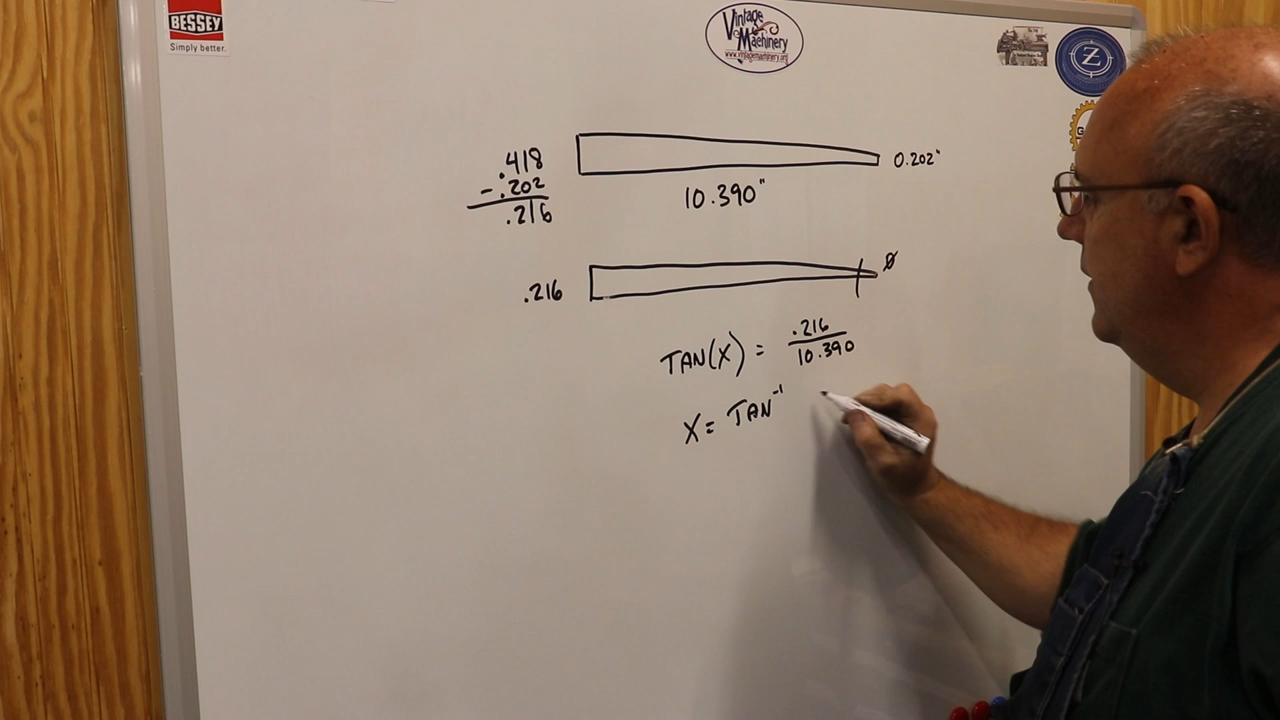 BESSEY
Simply better.
Vintage
Machinery
www.vintagemachinery.org
Z
G
.418
- .202
.216
0.202"
10.390"
.216
Ø
TAN(X) = .216
10.390
X = TAN⁻¹